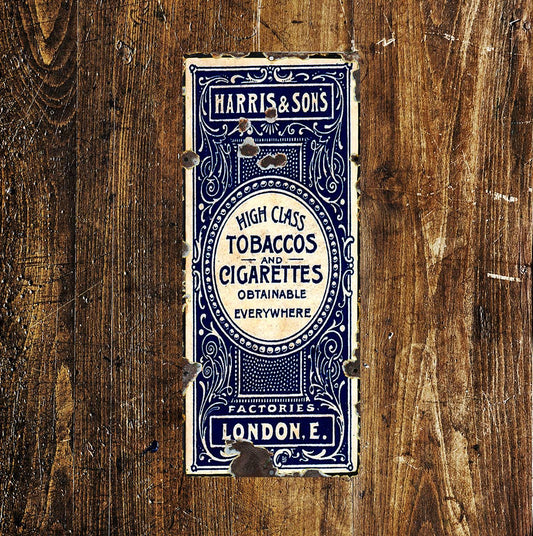 HARRIS & SON'S
HIGH CLASS
TOBACCOS
AND
CIGARETTES
OBTAINABLE
EVERYWHERE
FACTORIES
LONDON, E.